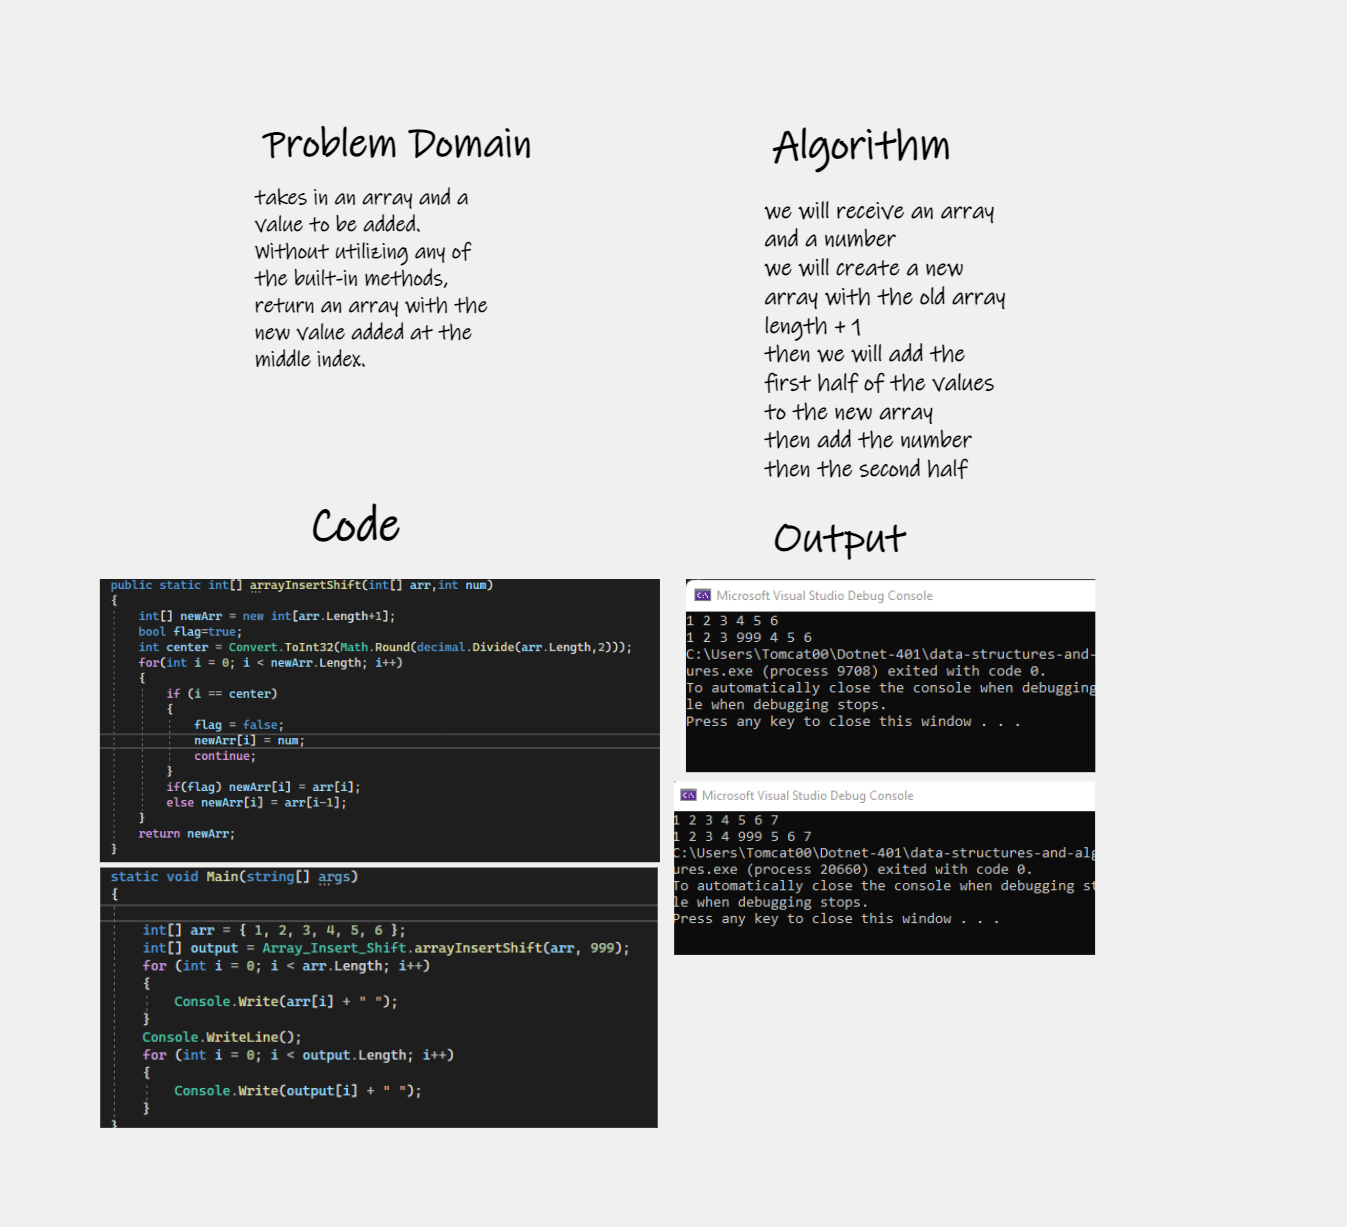 Problem Domain
takes in an array and a
value to be added.
Without utilizing any of
the built-in methods,
return an array with the
new value added at the
middle index.
Algorithm
we will receive an array
and a number
we will create a new
array with the old array
length + 1
then we will add the
first half of the values
to the new array
then add the number
then the second half
Code
public static int[] arrayInsertShift(int[] arr,int num)
{
int[] newArr = new int[arr.Length+1];
bool flag=true;
int center = Convert.ToInt32(Math.Round(decimal.Divide(arr.Length,2)));
for(int i = 0; i < newArr.Length; i++)
{
if (i == center)
{
flag = false;
newArr[i] = num;
continue;
}
if(flag) newArr[i] = arr[i];
else newArr[i] = arr[i-1];
}
return newArr;
}
static void Main(string[] args)
{
int[] arr = { 1, 2, 3, 4, 5, 6 };
int[] output = Array_Insert_Shift.arrayInsertShift(arr, 999);
for (int i = 0; i < arr.Length; i++)
{
Console.Write(arr[i] + " ");
}
Console.WriteLine();
for (int i = 0; i < output.Length; i++)
{
Console.Write(output[i] + " ");
}
}
Output
Microsoft Visual Studio Debug Console
1 2 3 4 5 6
1 2 3 999 4 5 6
C:\Users\Tomcat00\Dotnet-401\data-structures-and-
ures.exe (process 9708) exited with code 0.
To automatically close the console when debugging
le when debugging stops.
Press any key to close this window . . .
Microsoft Visual Studio Debug Console
1 2 3 4 5 6 7
1 2 3 4 999 5 6 7
C:\Users\Tomcat00\Dotnet-401\data-structures-and-alg
ures.exe (process 20660) exited with code 0.
To automatically close the console when debugging st
le when debugging stops.
Press any key to close this window . . .